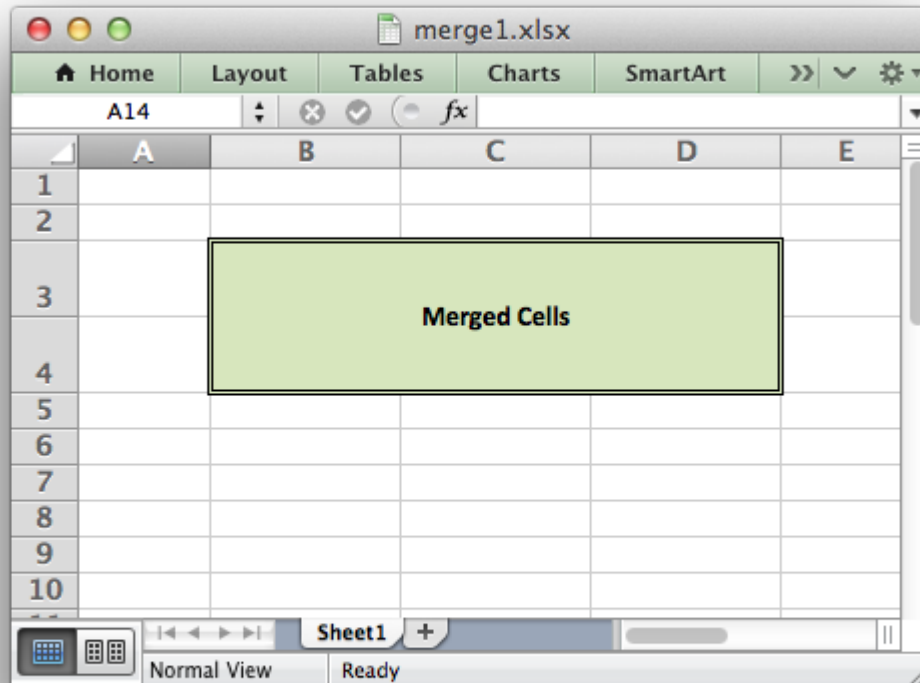 merge1.xlsx
Home Layout Tables Charts SmartArt
A14 fx
A B C D E
1
2
3
Merged Cells
4
5
6
7
8
9
10
Sheet1 +
Normal View Ready